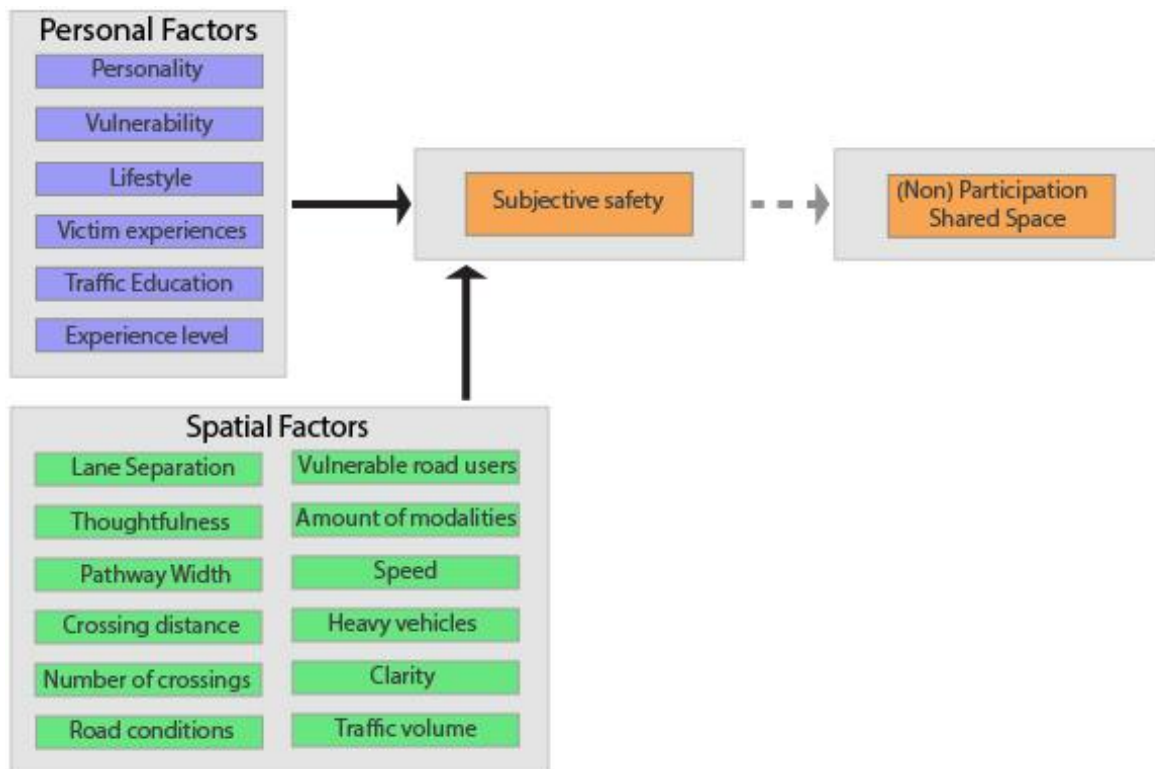 Personal Factors
Personality
Vulnerability
Lifestyle
Victim experiences
Traffic Education
Experience level
Subjective safety
(Non) Participation
Shared Space
Spatial Factors
Lane Separation
Thoughtfulness
Pathway Width
Crossing distance
Number of crossings
Road conditions
Vulnerable road users
Amount of modalities
Speed
Heavy vehicles
Clarity
Traffic volume